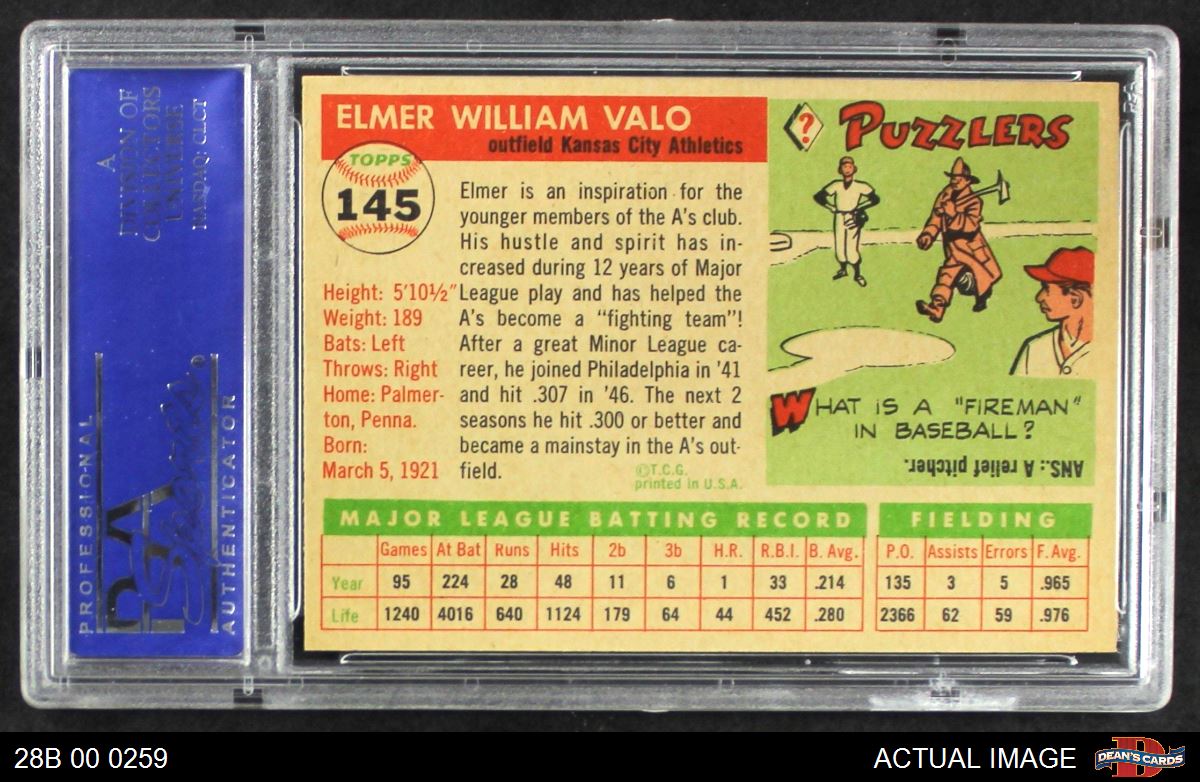 A
DIVISION OF
COLLECTORS
UNIVERSE
NASDAQ: CLCT
PROFESSIONAL
PSA
AUTHENTICATOR
ELMER WILLIAM VALO
outfield Kansas City Athletics
TOPPS
145
Height: 5'10½"
Weight: 189
Bats: Left
Throws: Right
Home: Palmer-
ton, Penna.
Born:
March 5, 1921
Elmer is an inspiration for the
younger members of the A's club.
His hustle and spirit has in-
creased during 12 years of Major
League play and has helped the
A's become a "fighting team"!
After a great Minor League ca-
reer, he joined Philadelphia in '41
and hit .307 in '46. The next 2
seasons he hit .300 or better and
became a mainstay in the A's out-
field.
©T.C.G.
printed in U.S.A.
? PUZZLERS
WHAT IS A "FIREMAN"
IN BASEBALL?
ANS.: A relief pitcher.
MAJOR LEAGUE BATTING RECORD FIELDING
Games At Bat Runs Hits 2b 3b H.R. R.B.I. B. Avg. P.O. Assists Errors F. Avg.
Year 95 224 28 48 11 6 1 33 .214 135 3 5 .965
Life 1240 4016 640 1124 179 64 44 452 .280 2366 62 59 .976
28B 00 0259
ACTUAL IMAGE
DEAN'S CARDS